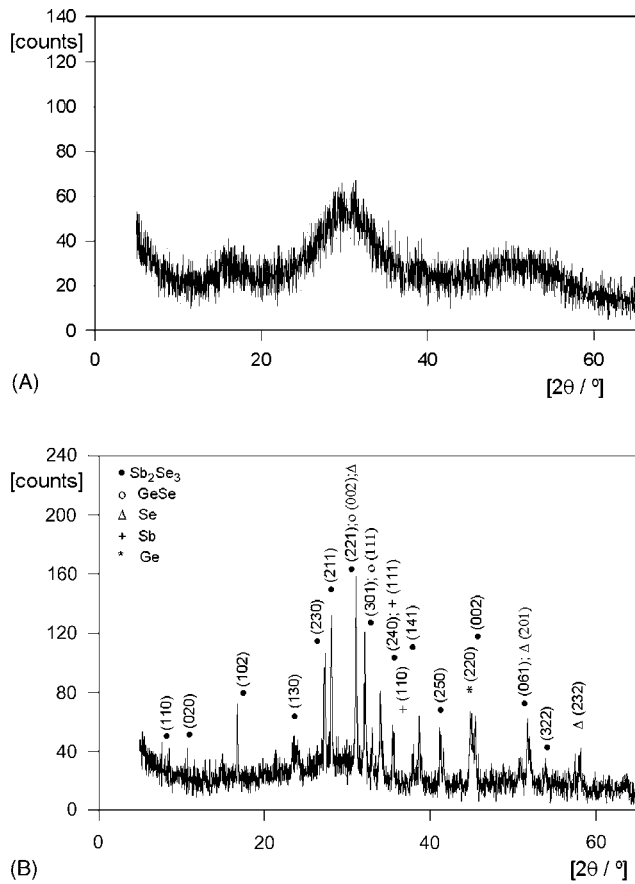 [counts]
140
120
100
80
60
40
20
0
0 20 40 60
[2θ / º]
(A)
[counts]
240
200
160
120
80
40
0
• Sb₂Se₃
o GeSe
Δ Se
+ Sb
* Ge
• (110)
• (020)
• (102)
• (130)
• (230)
• (211)
• (221); o (002); Δ
• (301); o (111)
• (240); + (111)
+ (110)
• (141)
• (250)
* (220)
• (002)
• (061); Δ (201)
• (322)
Δ (232)
0 20 40 60
[2θ / º]
(B)